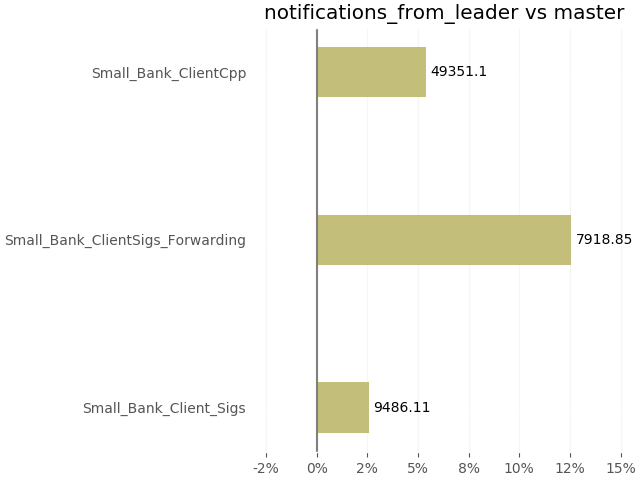 notifications_from_leader vs master
Small_Bank_ClientCpp
49351.1
Small_Bank_ClientSigs_Forwarding
7918.85
Small_Bank_Client_Sigs
9486.11
-2% 0% 2% 5% 8% 10% 12% 15%